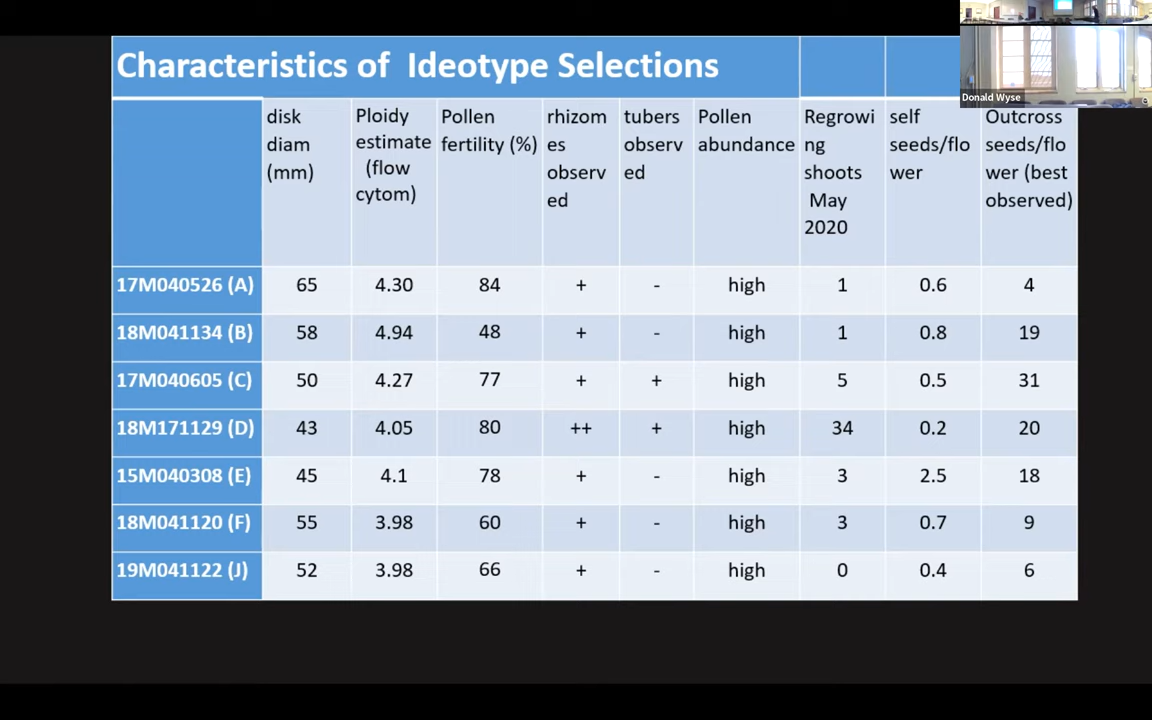 Characteristics of Ideotype Selections
Donald Wyse
disk diam (mm) Ploidy estimate (flow cytom) Pollen fertility (%) rhizomes observed tubers observed Pollen abundance Regrowing shoots May 2020 self seeds/flower Outcross seeds/flower (best observed)
17M040526 (A) 65 4.30 84 + - high 1 0.6 4
18M041134 (B) 58 4.94 48 + - high 1 0.8 19
17M040605 (C) 50 4.27 77 + + high 5 0.5 31
18M171129 (D) 43 4.05 80 ++ + high 34 0.2 20
15M040308 (E) 45 4.1 78 + - high 3 2.5 18
18M041120 (F) 55 3.98 60 + - high 3 0.7 9
19M041122 (J) 52 3.98 66 + - high 0 0.4 6